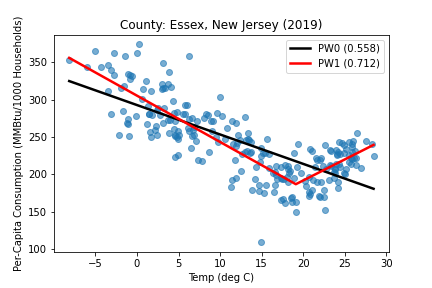 County: Essex, New Jersey (2019)
PW0 (0.558)
PW1 (0.712)
Per-Capita Consumption (MMBtu/1000 Households)
350
300
250
200
150
100
−5 0 5 10 15 20 25 30
Temp (deg C)